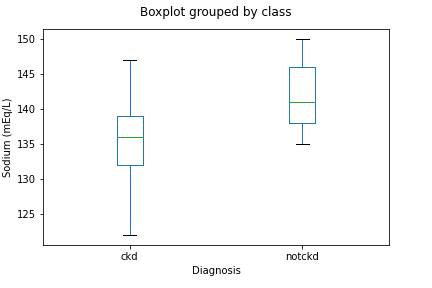 Boxplot grouped by class
150
145
140
135
130
125
Sodium (mEq/L)
ckd
notckd
Diagnosis